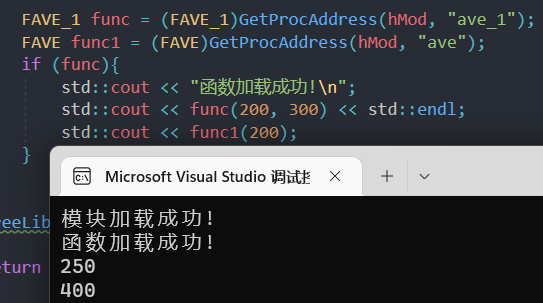 FAVE_1 func = (FAVE_1)GetProcAddress(hMod, "ave_1");
FAVE func1 = (FAVE)GetProcAddress(hMod, "ave");
if (func){
std::cout << "函数加载成功!\n";
std::cout << func(200, 300) << std::endl;
std::cout << func1(200);
}
reeLib
eturn
Microsoft Visual Studio 调试控
模块加载成功!
函数加载成功!
250
400